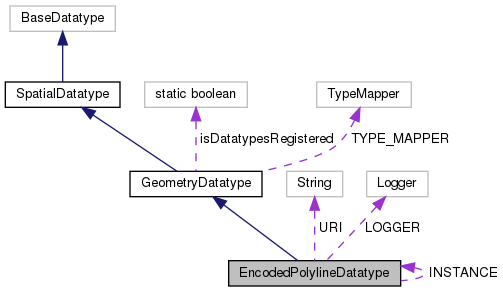 BaseDatatype
SpatialDatatype
static boolean
TypeMapper
isDatatypesRegistered
TYPE_MAPPER
GeometryDatatype
String
Logger
URI
LOGGER
EncodedPolylineDatatype
INSTANCE